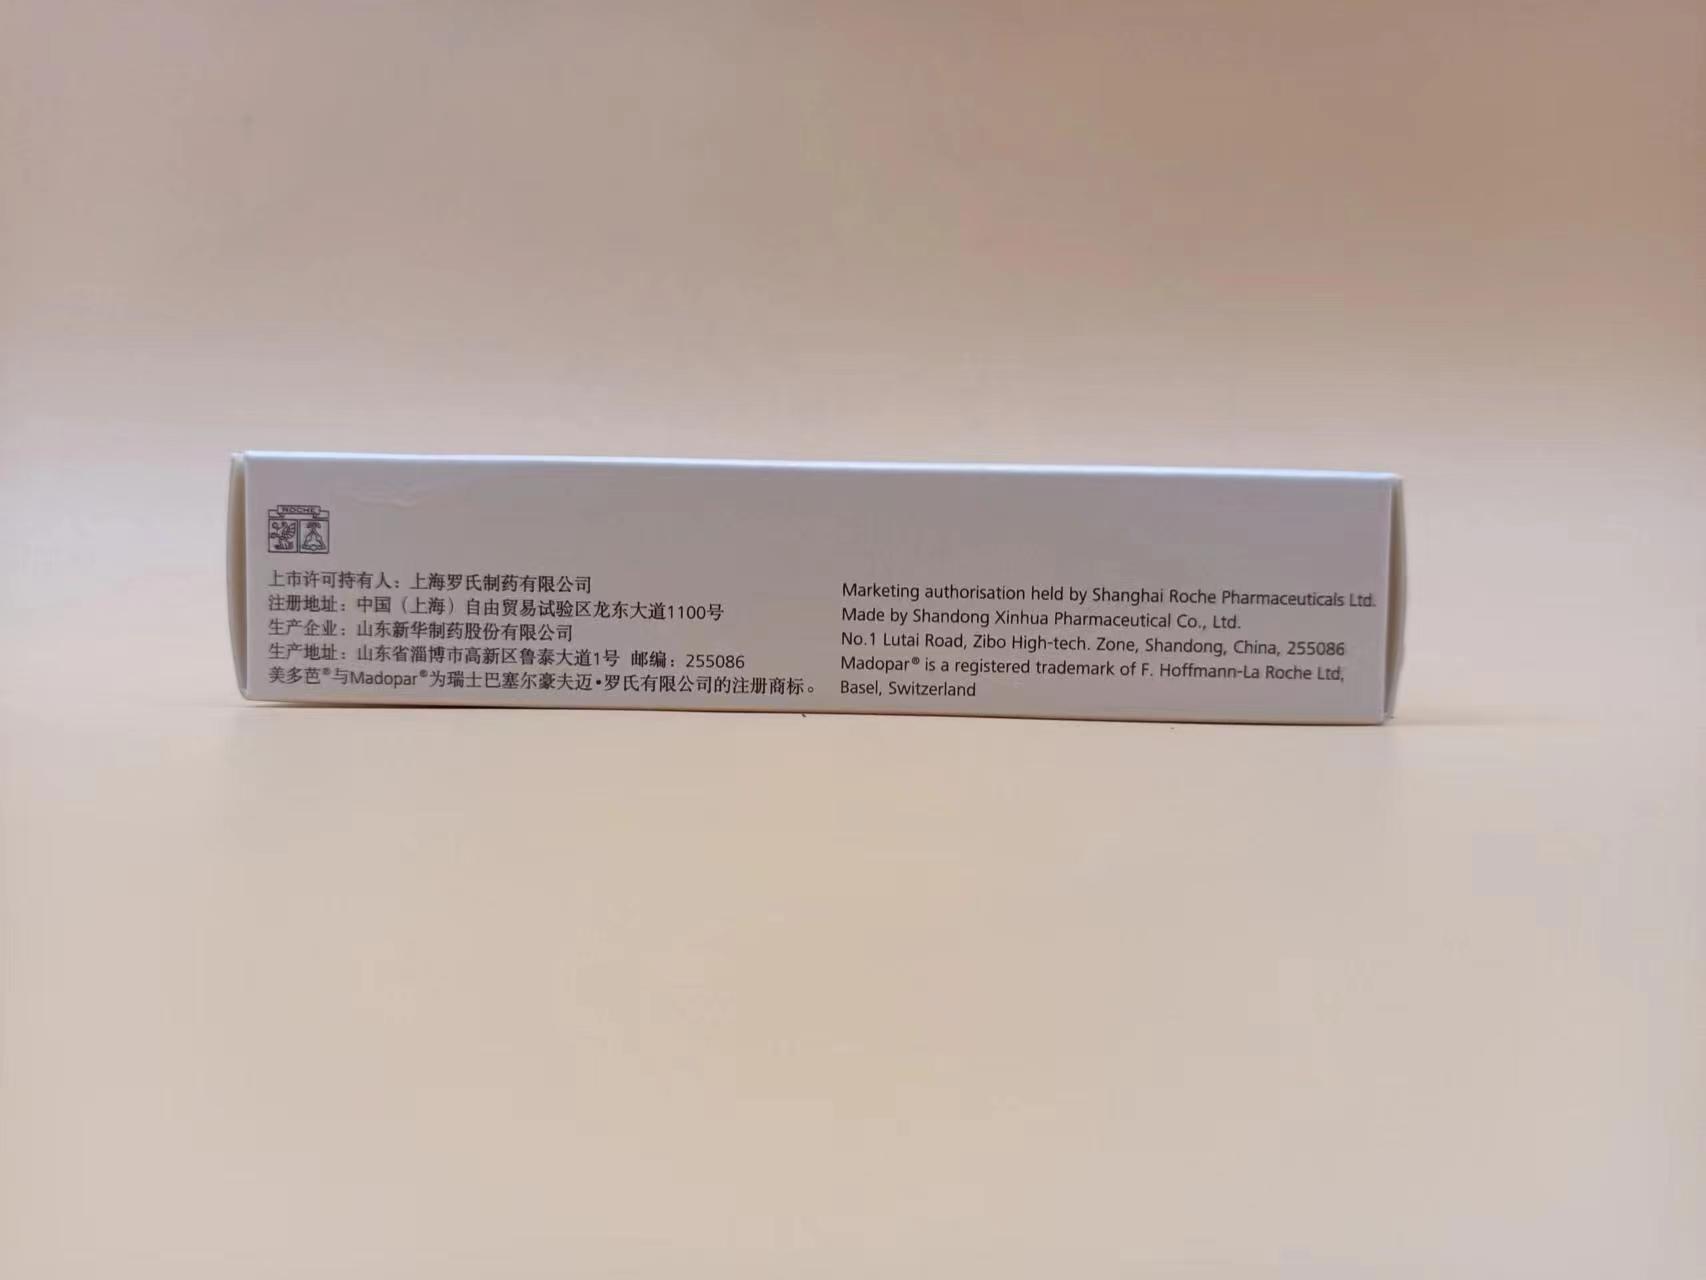 ROCHE
上市许可持有人：上海罗氏制药有限公司
注册地址：中国（上海）自由贸易试验区龙东大道1100号
生产企业：山东新华制药股份有限公司
生产地址：山东省淄博市高新区鲁泰大道1号 邮编：255086
美多芭®与Madopar®为瑞士巴塞尔豪夫迈•罗氏有限公司的注册商标。
Marketing authorisation held by Shanghai Roche Pharmaceuticals Ltd.
Made by Shandong Xinhua Pharmaceutical Co., Ltd.
No.1 Lutai Road, Zibo High-tech. Zone, Shandong, China, 255086
Madopar® is a registered trademark of F. Hoffmann-La Roche Ltd,
Basel, Switzerland